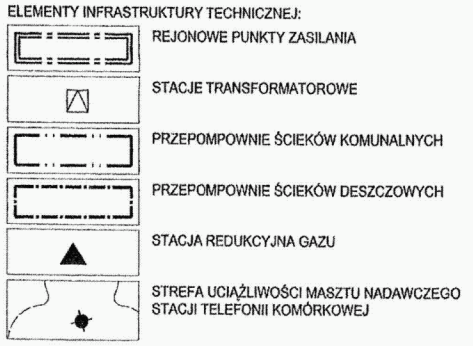 ELEMENTY INFRASTRUKTURY TECHNICZNEJ:
REJONOWE PUNKTY ZASILANIA
STACJE TRANSFORMATOROWE
PRZEPOMPOWNIE ŚCIEKÓW KOMUNALNYCH
PRZEPOMPOWNIE ŚCIEKÓW DESZCZOWYCH
STACJA REDUKCYJNA GAZU
STREFA UCIĄŻLIWOŚCI MASZTU NADAWCZEGO
STACJI TELEFONII KOMÓRKOWEJ